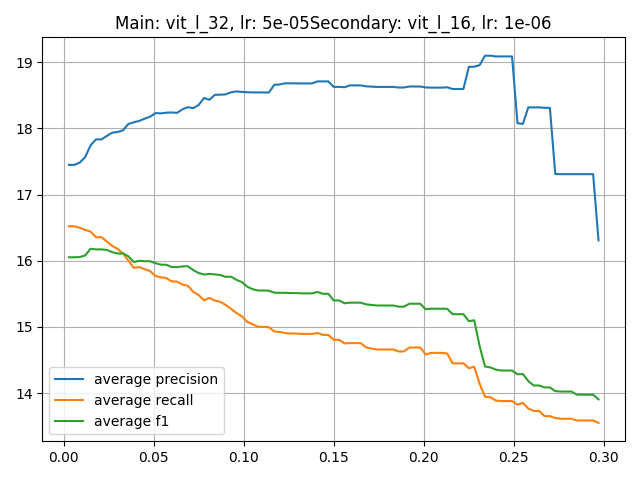 Main: vit_l_32, lr: 5e-05Secondary: vit_l_16, lr: 1e-06
19
18
17
16
15
14
average precision
average recall
average f1
0.00 0.05 0.10 0.15 0.20 0.25 0.30